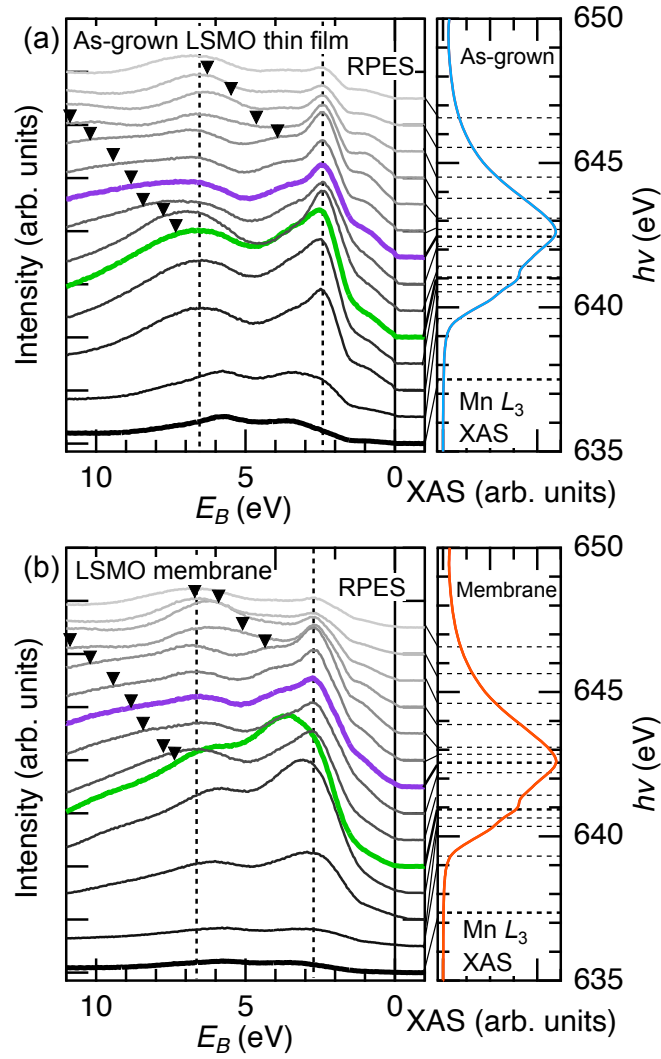 (a) As-grown LSMO thin film
RPES
As-grown
Mn L3
XAS
Intensity (arb. units)
10 5 0
E_B (eV)
XAS (arb. units)
650
645
640
635
hν (eV)
(b) LSMO membrane
RPES
Membrane
Mn L3
XAS
Intensity (arb. units)
10 5 0
E_B (eV)
XAS (arb. units)
650
645
640
635
hν (eV)